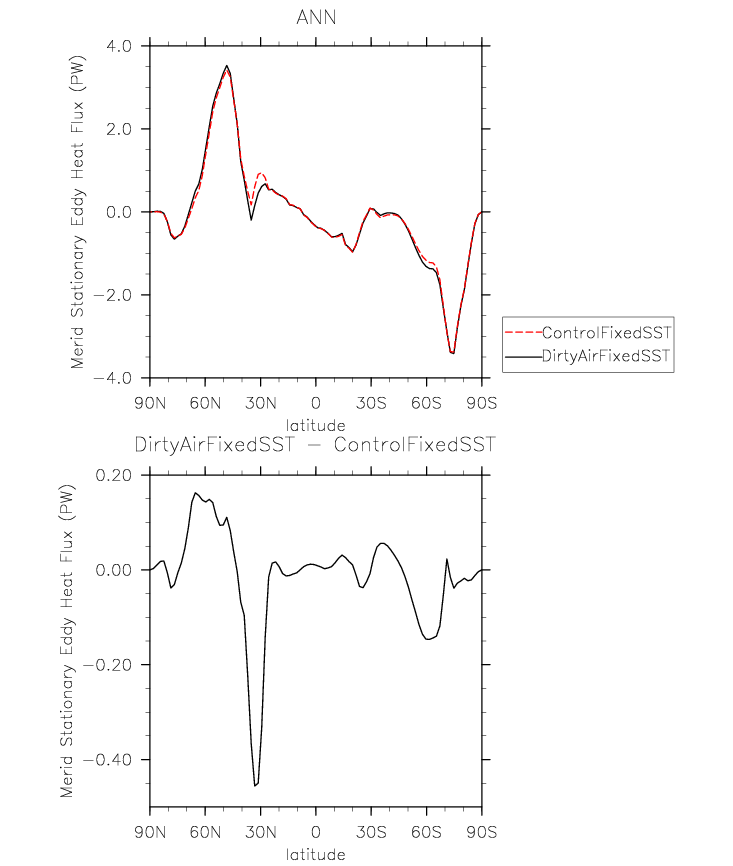 ANN
Merid Stationary Eddy Heat Flux (PW)
4.0
2.0
0.0
−2.0
−4.0
90N 60N 30N 0 30S 60S 90S
latitude
ControlFixedSST
DirtyAirFixedSST
DirtyAirFixedSST − ControlFixedSST
Merid Stationary Eddy Heat Flux (PW)
0.20
0.00
−0.20
−0.40
90N 60N 30N 0 30S 60S 90S
latitude